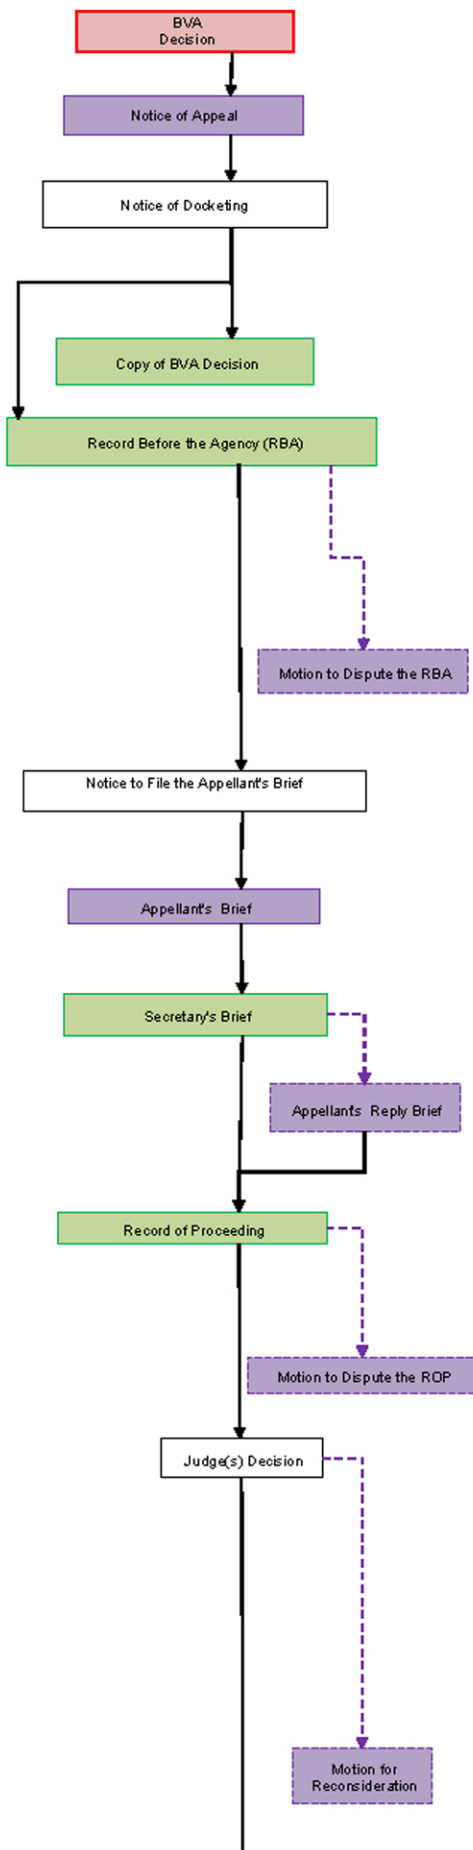 BVA
Decision
Notice of Appeal
Notice of Docketing
Copy of BVA Decision
Record Before the Agency (RBA)
Motion to Dispute the RBA
Notice to File the Appellant's Brief
Appellant's Brief
Secretary's Brief
Appellant's Reply Brief
Record of Proceeding
Motion to Dispute the ROP
Judge(s) Decision
Motion for
Reconsideration